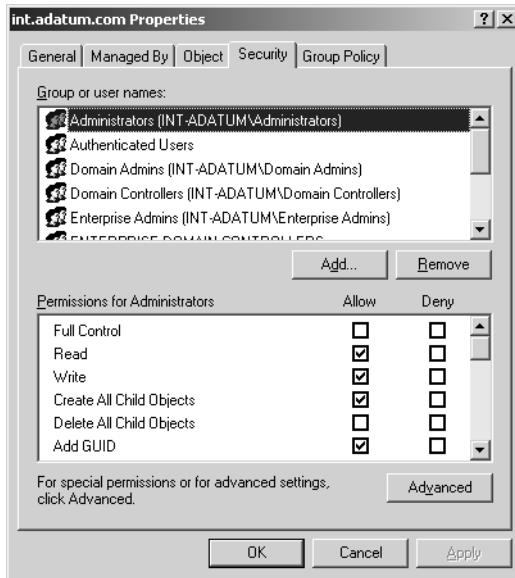 int.adatum.com Properties ? X
General Managed By Object Security Group Policy
Group or user names:
Administrators (INT-ADATUM\Administrators)
Authenticated Users
Domain Admins (INT-ADATUM\Domain Admins)
Domain Controllers (INT-ADATUM\Domain Controllers)
Enterprise Admins (INT-ADATUM\Enterprise Admins)
ENTERPRISE DOMAIN CONTROLLERS
Add... Remove
Permissions for Administrators Allow Deny
Full Control
Read
Write
Create All Child Objects
Delete All Child Objects
Add GUID
For special permissions or for advanced settings,
click Advanced.
Advanced
OK Cancel Apply